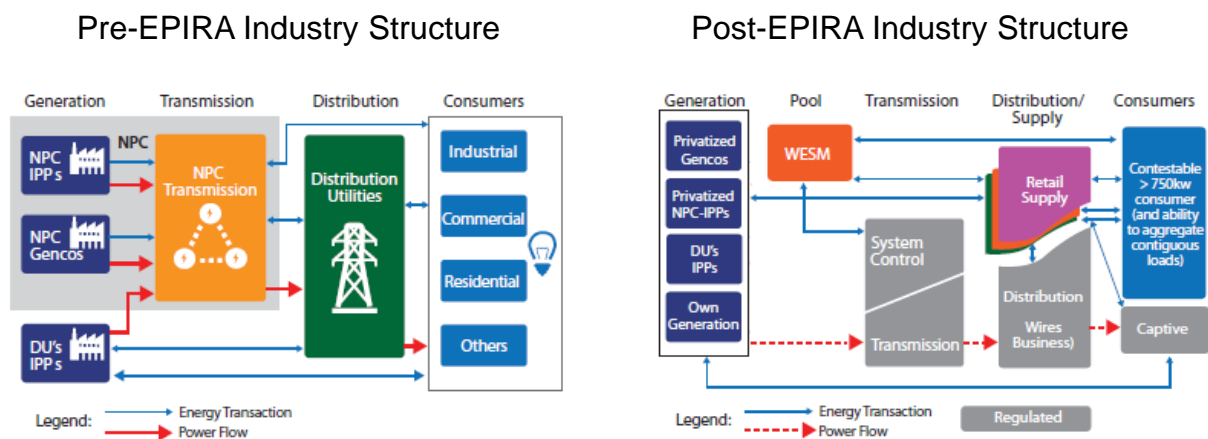 Pre-EPIRA Industry Structure
Generation
Transmission
Distribution
Consumers
NPC
IPPs
NPC
NPC
Transmission
NPC
Gencos
DU's
IPPs
Distribution
Utilities
Industrial
Commercial
Residential
Others
Legend:
Energy Transaction
Power Flow
Post-EPIRA Industry Structure
Generation
Pool
Transmission
Distribution/
Supply
Consumers
Privatized
Gencos
Privatized
NPC-IPPs
DU's
IPPs
Own
Generation
WESM
System
Control
Transmission
Retail
Supply
Distribution
Wires
Business)
Contestable
> 750kw
consumer
(and ability
to aggregate
contiguous
loads)
Captive
Legend:
Energy Transaction
Power Flow
Regulated